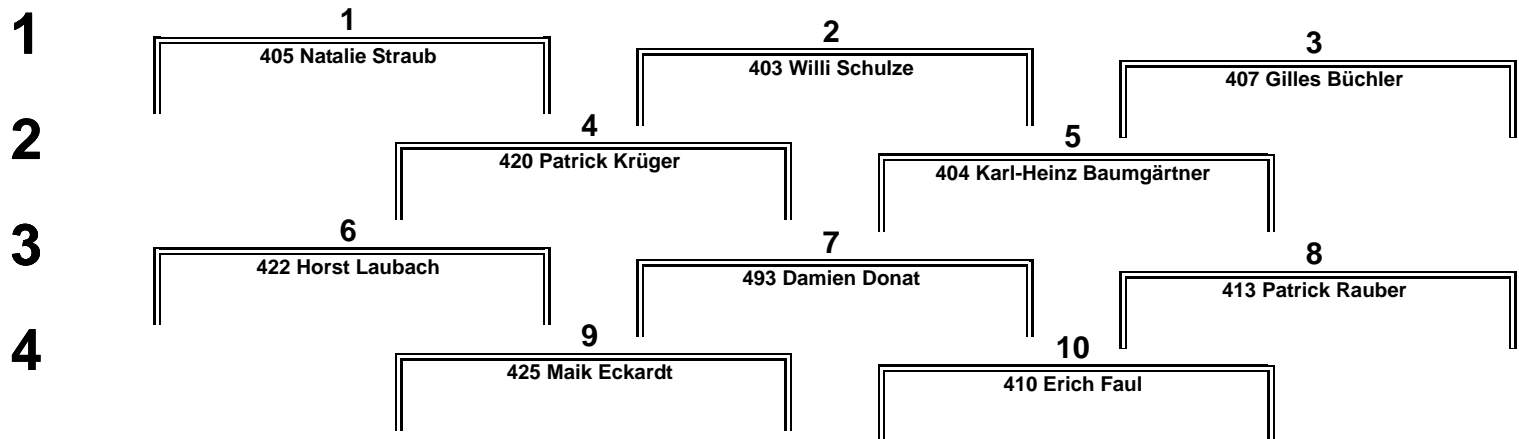 1
1
405 Natalie Straub
2
403 Willi Schulze
3
407 Gilles Büchler
2
4
420 Patrick Krüger
5
404 Karl-Heinz Baumgärtner
3
6
422 Horst Laubach
7
493 Damien Donat
8
413 Patrick Rauber
4
9
425 Maik Eckardt
10
410 Erich Faul